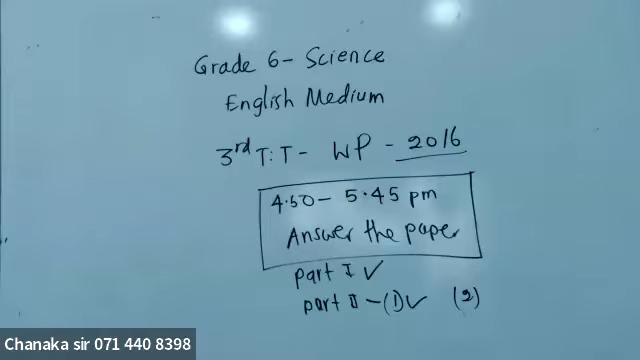 Grade 6- Science
English Medium
3rd T:T - WP - 2016
4.50 - 5.45 pm
Answer the paper
part I ✓
part II - (1)✓ (2)
Chanaka sir 071 440 8398